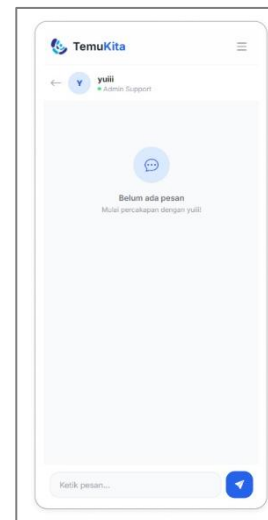 TemuKita
Y
yuiii
Admin Support
Belum ada pesan
Mulai percakapan dengan yuiii
Ketik pesan...